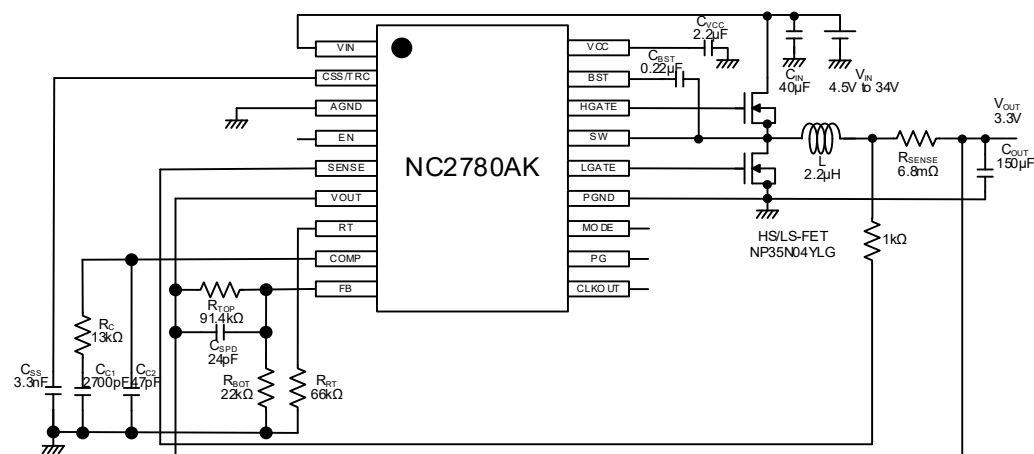 VIN
CSS/TRC
AGND
EN
SENSE
VOUT
RT
COMP
FB
NC2780AK
VCC
BST
HGATE
SW
LGATE
PGND
MODE
PG
CLKOUT
CVCC
2.2µF
CBST
0.22µF
CIN
40µF
VIN
4.5V to 34V
VOUT
3.3V
L
2.2µH
RSENSE
6.8mΩ
COUT
150µF
HS/LS-FET
NP35N04YLG
1kΩ
RTOP
91.4kΩ
CSPD
24pF
RC
13kΩ
CSS
3.3nF
CC1
2700pF
CC2
47pF
RBOT
22kΩ
RRT
66kΩ